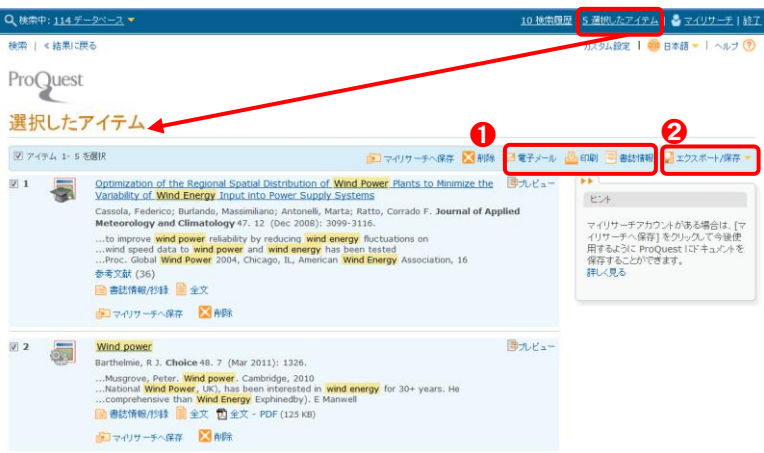 検索中: 114 データベース
10 検索履歴 | 5 選択したアイテム | マイリサーチ | 終了
検索 | < 結果に戻る
カスタム設定 | 日本語 | ヘルプ ?
ProQuest
選択したアイテム
1
2
アイテム 1- 5 を選択
マイリサーチへ保存 削除 電子メール 印刷 書誌情報 エクスポート/保存
1
Optimization of the Regional Spatial Distribution of Wind Power Plants to Minimize the
Variability of Wind Energy Input into Power Supply Systems
プレビュー
Cassola, Federico; Burlando, Massimiliano; Antonelli, Marta; Ratto, Corrado F. Journal of Applied
Meteorology and Climatology 47. 12 (Dec 2008): 3099-3116.
...to improve wind power reliability by reducing wind energy fluctuations on
...wind speed data to wind power and wind energy has been tested
...Proc. Global Wind Power 2004, Chicago, IL, American Wind Energy Association, 16
参考文献 (36)
書誌情報/抄録 全文
マイリサーチへ保存 削除
ヒント
マイリサーチアカウントがある場合は、[マ
イリサーチへ保存] をクリックして今後使
用するように ProQuest にドキュメントを
保存することができます。
詳しく見る
2
Wind power
プレビュー
Barthelmie, R J. Choice 48. 7 (Mar 2011): 1326.
...Musgrove, Peter. Wind power. Cambridge, 2010
...National Wind Power, UK), has been interested in wind energy for 30+ years. He
...comprehensive than Wind Energy Exphinedby). E Manwell
書誌情報/抄録 全文 全文 - PDF (125 KB)
マイリサーチへ保存 削除